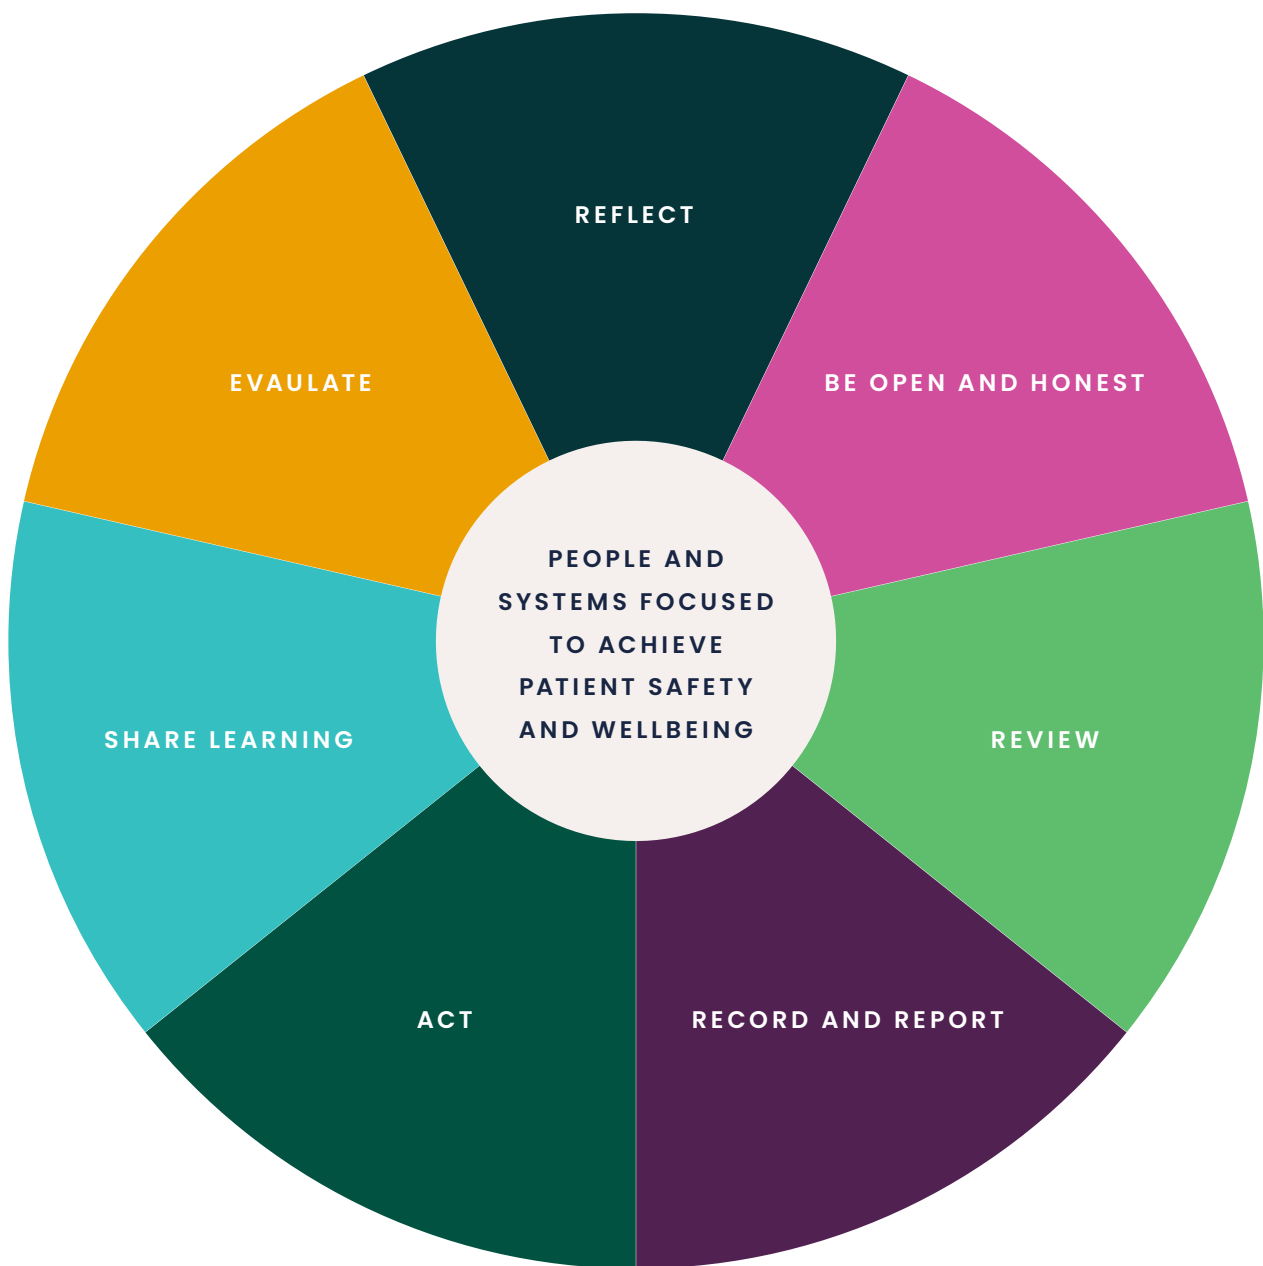 REFLECT
BE OPEN AND HONEST
REVIEW
RECORD AND REPORT
ACT
SHARE LEARNING
EVAULATE
PEOPLE AND
SYSTEMS FOCUSED
TO ACHIEVE
PATIENT SAFETY
AND WELLBEING